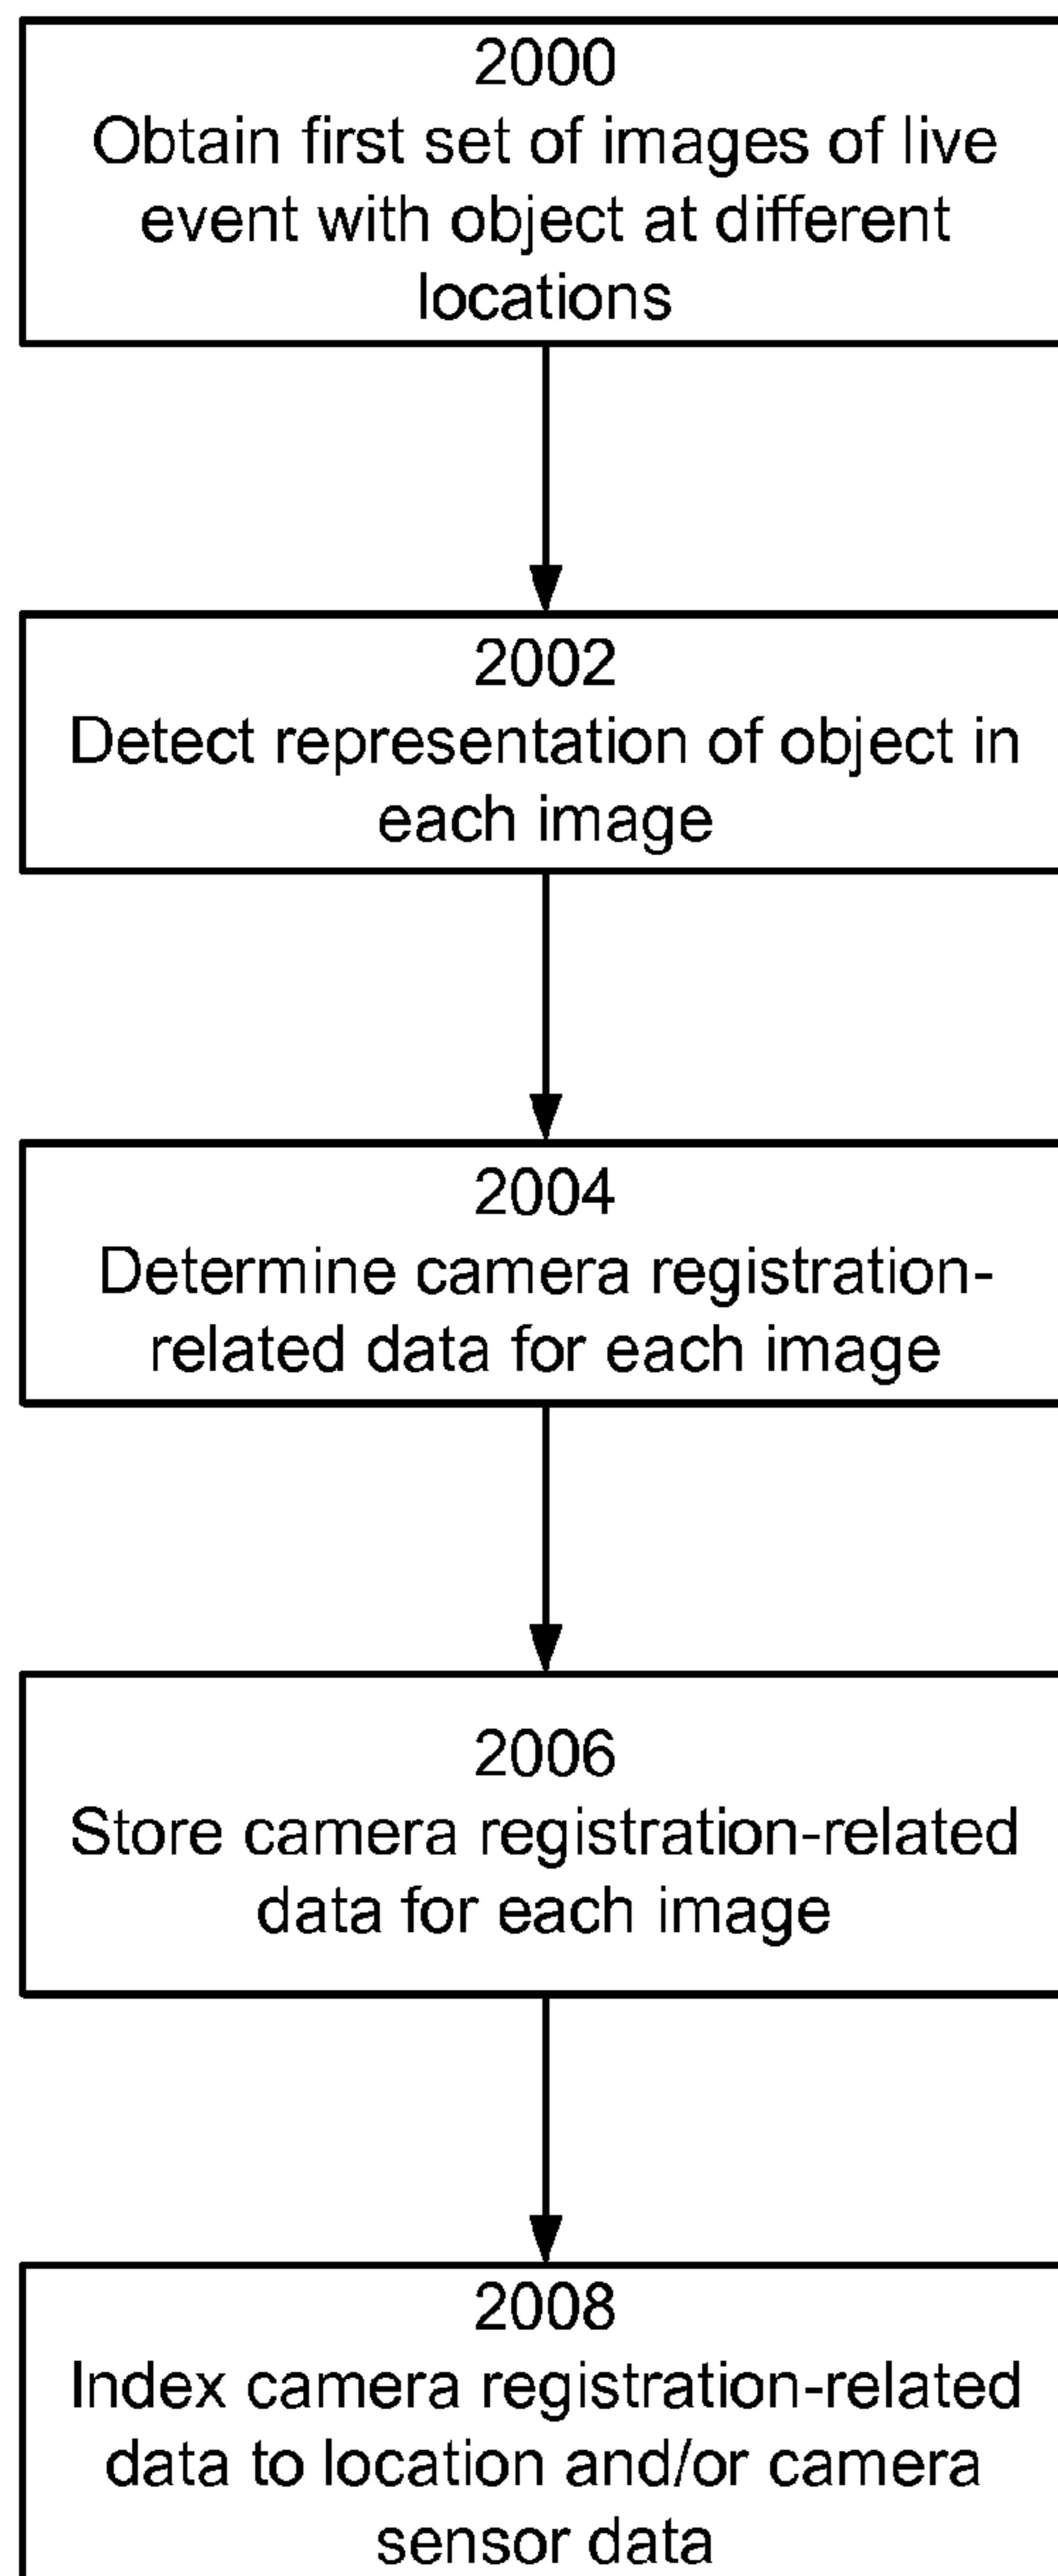 2000
Obtain first set of images of live
event with object at different
locations
2002
Detect representation of object in
each image
2004
Determine camera registration-
related data for each image
2006
Store camera registration-related
data for each image
2008
Index camera registration-related
data to location and/or camera
sensor data